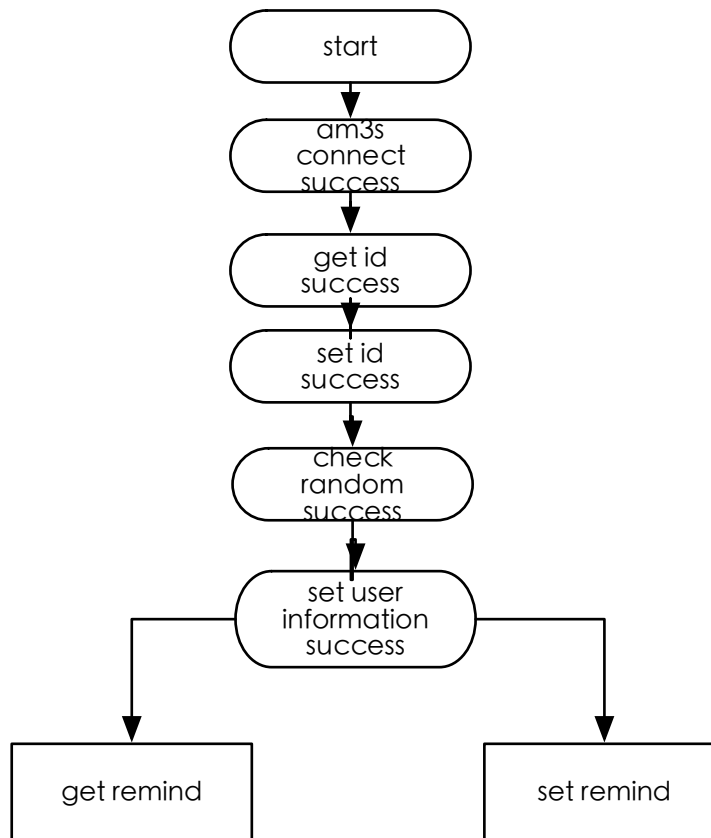 start
am3s
connect
success
get id
success
set id
success
check
random
success
set user
information
success
get remind
set remind